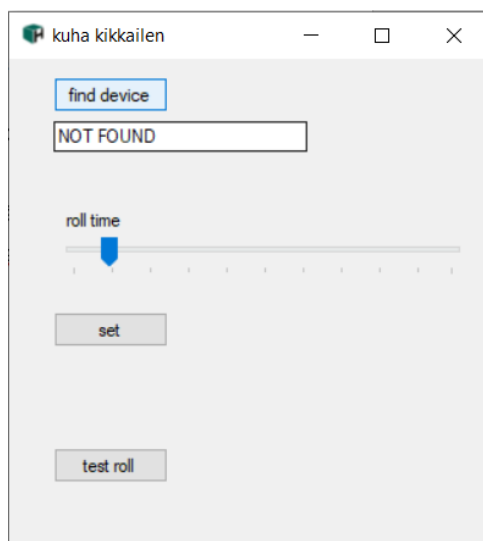 kuha kikkailen
find device
NOT FOUND
roll time
set
test roll